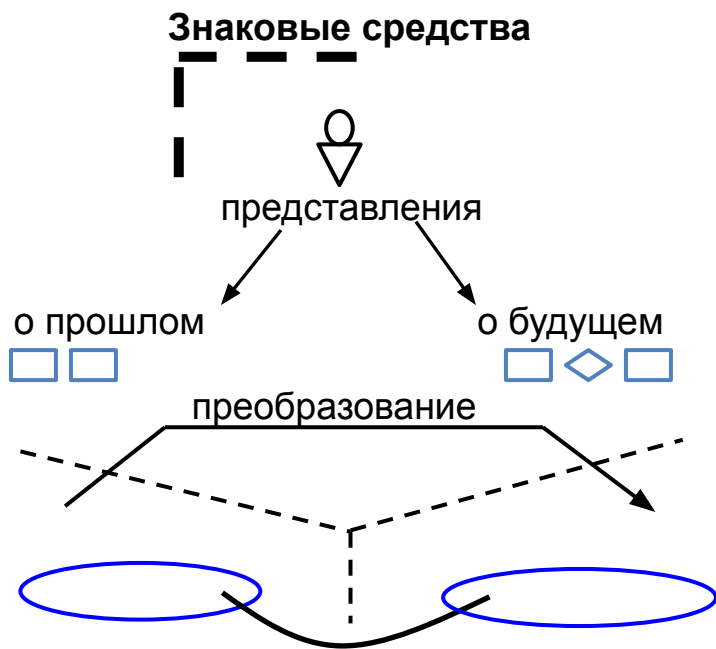 Знаковые средства
представления
о прошлом
о будущем
преобразование